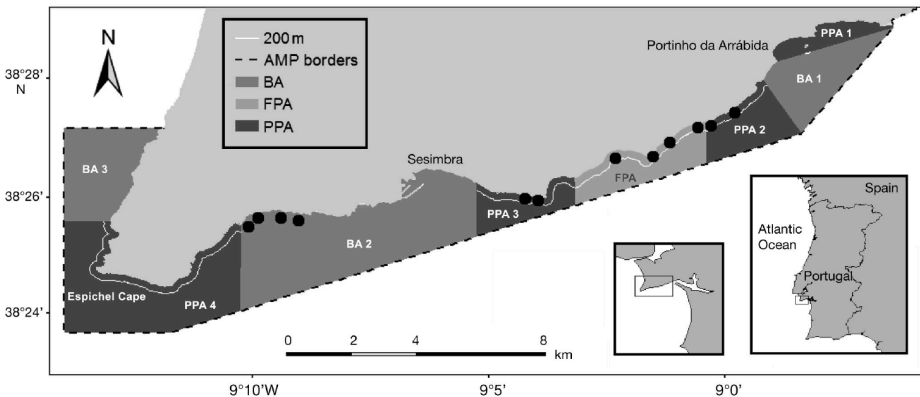 N
200 m
AMP borders
BA
FPA
PPA
Portinho da Arrábida
PPA 1
BA 1
PPA 2
FPA
Sesimbra
PPA 3
BA 2
BA 3
Espichel Cape
PPA 4
38°28'
N
38°26'
38°24'
0 2 4 8
km
Spain
Atlantic
Ocean
Portugal
9°10'W
9°5'
9°0'